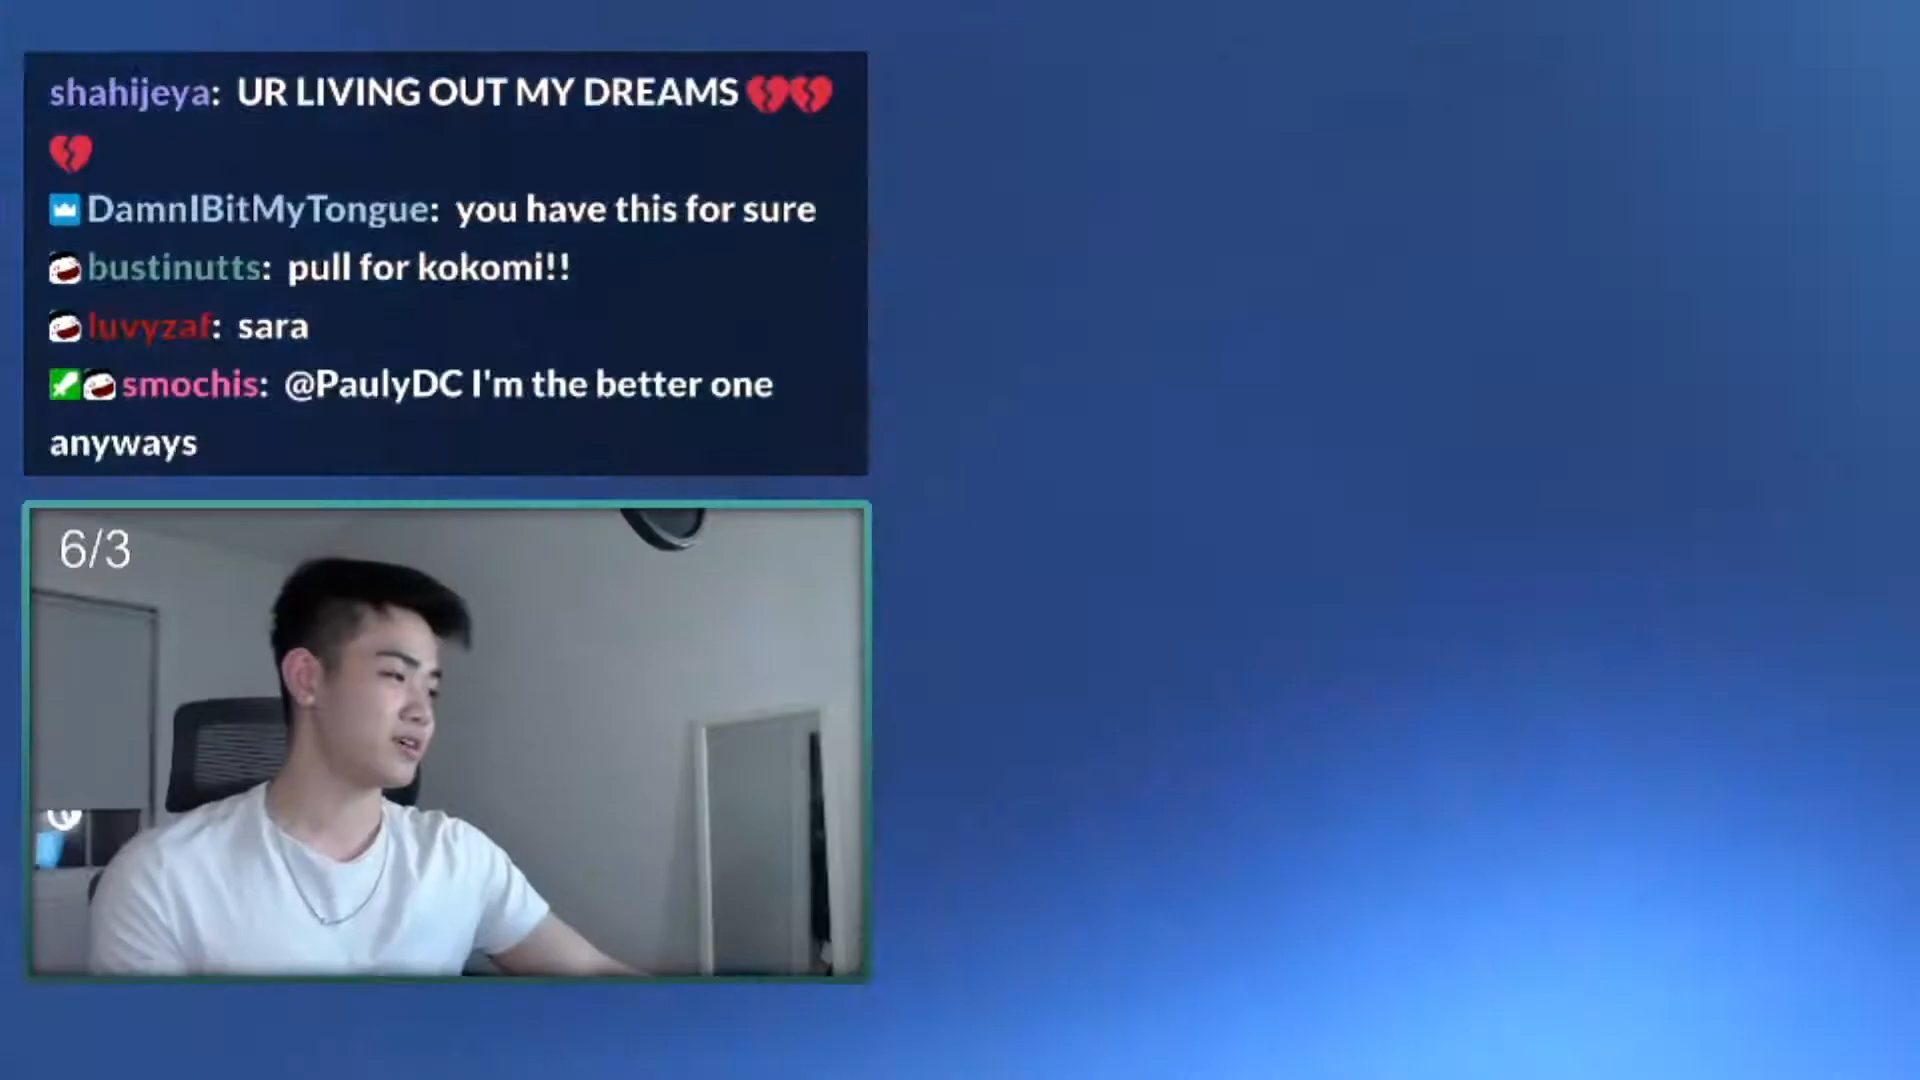 shahijeya: UR LIVING OUT MY DREAMS 💔💔
💔
DamnIBitMyTongue: you have this for sure
bustinutts: pull for kokomi!!
luvyzaf: sara
smochis: @PaulyDC I'm the better one
anyways
6/3